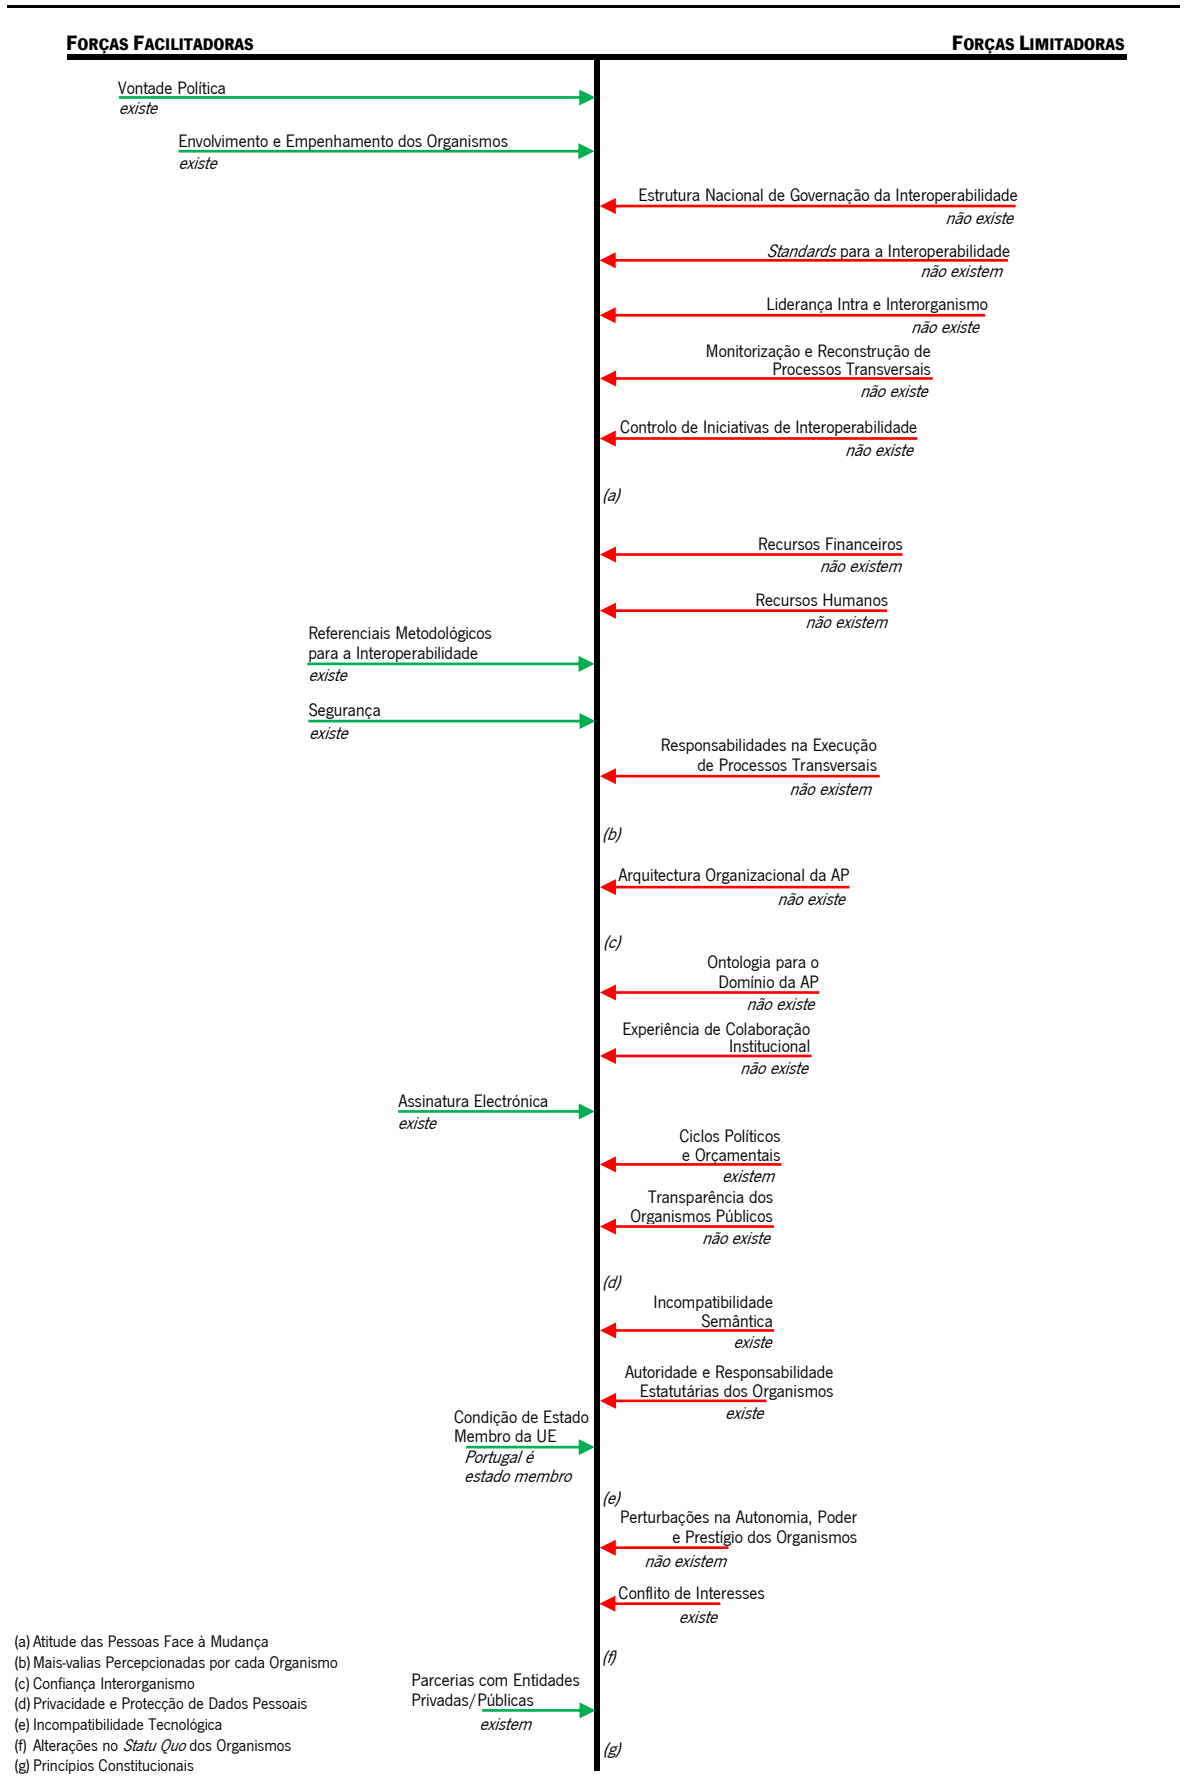 FORÇAS FACILITADORAS
FORÇAS LIMITADORAS
Vontade Política
existe
Envolvimento e Empenhamento dos Organismos
existe
Estrutura Nacional de Governação da Interoperabilidade
não existe
Standards para a Interoperabilidade
não existem
Liderança Intra e Interorganismo
não existe
Monitorização e Reconstrução de
Processos Transversais
não existe
Controlo de Iniciativas de Interoperabilidade
não existe
(a)
Recursos Financeiros
não existem
Recursos Humanos
não existem
Referenciais Metodológicos
para a Interoperabilidade
existe
Segurança
existe
Responsabilidades na Execução
de Processos Transversais
não existem
(b)
Arquitectura Organizacional da AP
não existe
(c)
Ontologia para o
Domínio da AP
não existe
Experiência de Colaboração
Institucional
não existe
Assinatura Electrónica
existe
Ciclos Políticos
e Orçamentais
existem
Transparência dos
Organismos Públicos
não existe
(d)
Incompatibilidade
Semântica
existe
Autoridade e Responsabilidade
Estatutárias dos Organismos
existe
Condição de Estado
Membro da UE
Portugal é
estado membro
(e)
Perturbações na Autonomia, Poder
e Prestígio dos Organismos
não existem
Conflito de Interesses
existe
(f)
Parcerias com Entidades
Privadas/Públicas
existem
(g)
(a) Atitude das Pessoas Face à Mudança
(b) Mais-valias Percepcionadas por cada Organismo
(c) Confiança Interorganismo
(d) Privacidade e Protecção de Dados Pessoais
(e) Incompatibilidade Tecnológica
(f) Alterações no Statu Quo dos Organismos
(g) Princípios Constitucionais